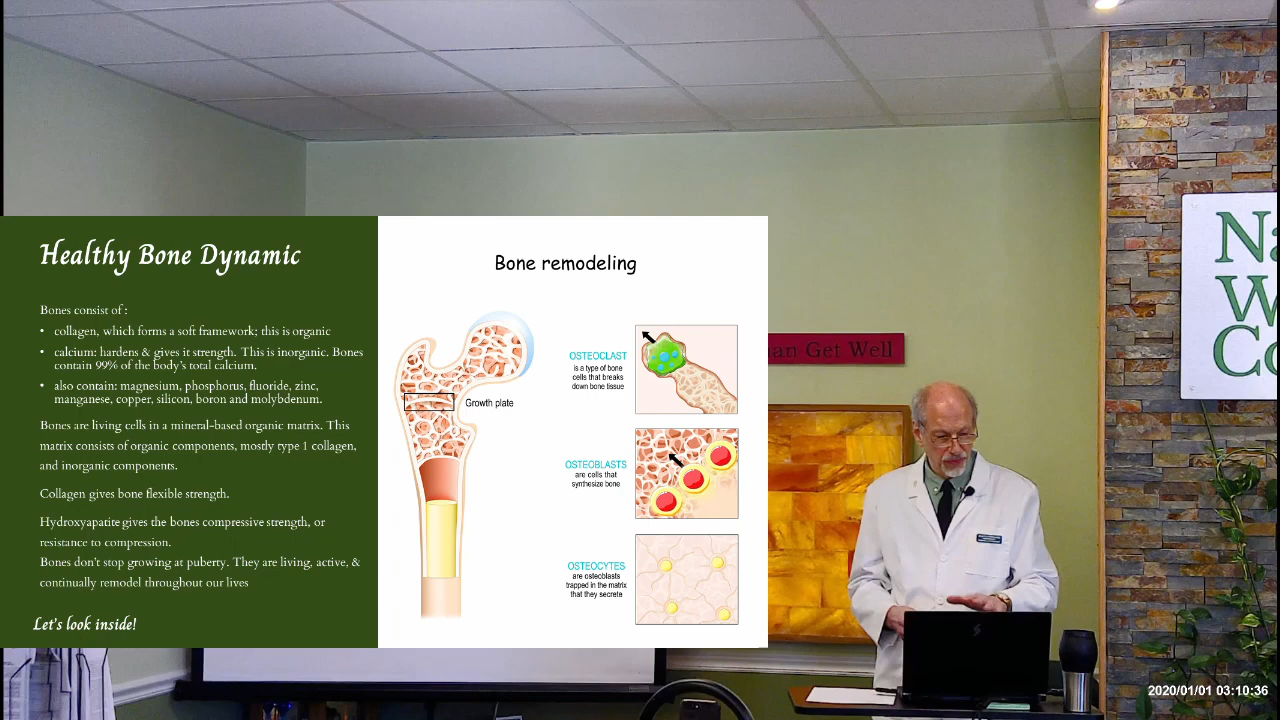 Healthy Bone Dynamic
Bones consist of :
• collagen, which forms a soft framework; this is organic
• calcium: hardens & gives it strength. This is inorganic. Bones
contain 99% of the body's total calcium.
• also contain: magnesium, phosphorus, fluoride, zinc,
manganese, copper, silicon, boron and molybdenum.
Bones are living cells in a mineral-based organic matrix. This
matrix consists of organic components, mostly type 1 collagen,
and inorganic components.
Collagen gives bone flexible strength.
Hydroxyapatite gives the bones compressive strength, or
resistance to compression.
Bones don't stop growing at puberty. They are living, active, &
continually remodel throughout our lives
Let's look inside!
Bone remodeling
Growth plate
OSTEOCLAST
is a type of bone
cells that breaks
down bone tissue
OSTEOBLASTS
are cells that
synthesize bone
OSTEOCYTES
are osteoblasts
trapped in the matrix
that they secrete
an Get Well
Na
W
Co
2020/01/01 03:10:36